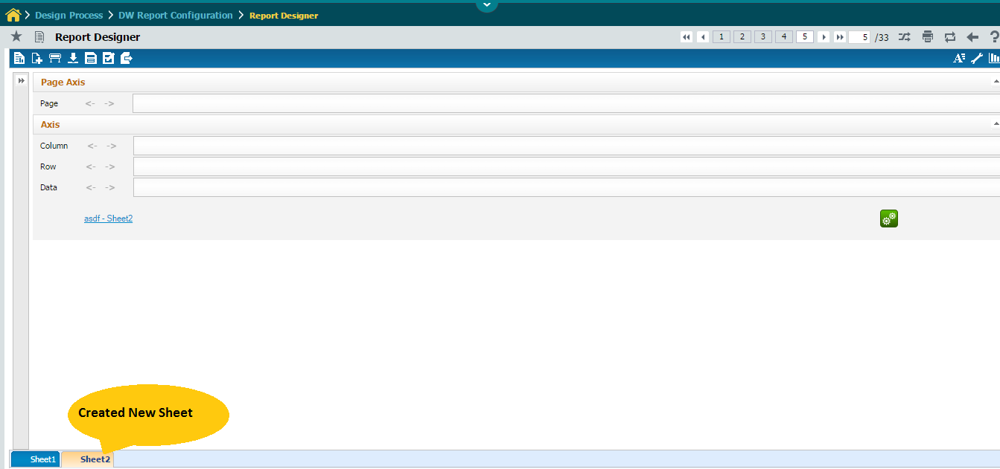 Design Process > DW Report Configuration > Report Designer
Report Designer
1 2 3 4 5 5 /33
Page Axis
Page <- ->
Axis
Column <- ->
Row <- ->
Data <- ->
asdf - Sheet2
Created New Sheet
Sheet1 Sheet2